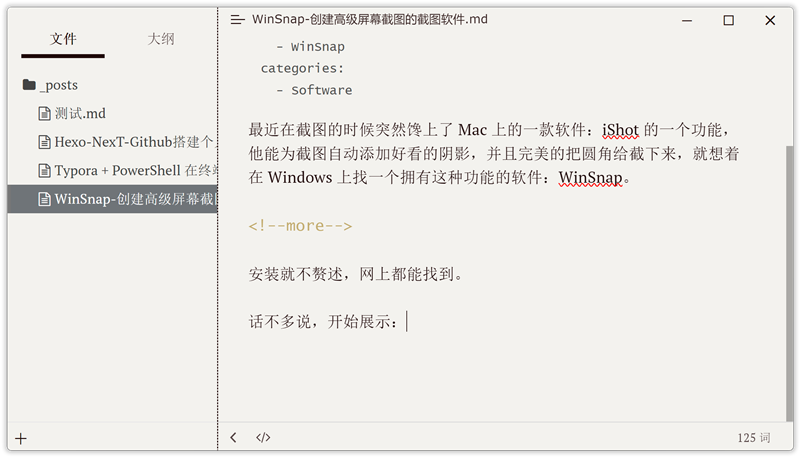 文件 大纲
_posts
测试.md
Hexo-NexT-Github搭建个
Typora + PowerShell 在终端
WinSnap-创建高级屏幕截图
WinSnap-创建高级屏幕截图的截图软件.md
- WinSnap
categories:
- Software
最近在截图的时候突然馋上了 Mac 上的一款软件：iShot 的一个功能，
他能为截图自动添加好看的阴影，并且完美的把圆角给截下来，就想着
在 Windows 上找一个拥有这种功能的软件：WinSnap。
<!--more-->
安装就不赘述，网上都能找到。
话不多说，开始展示：
125 词